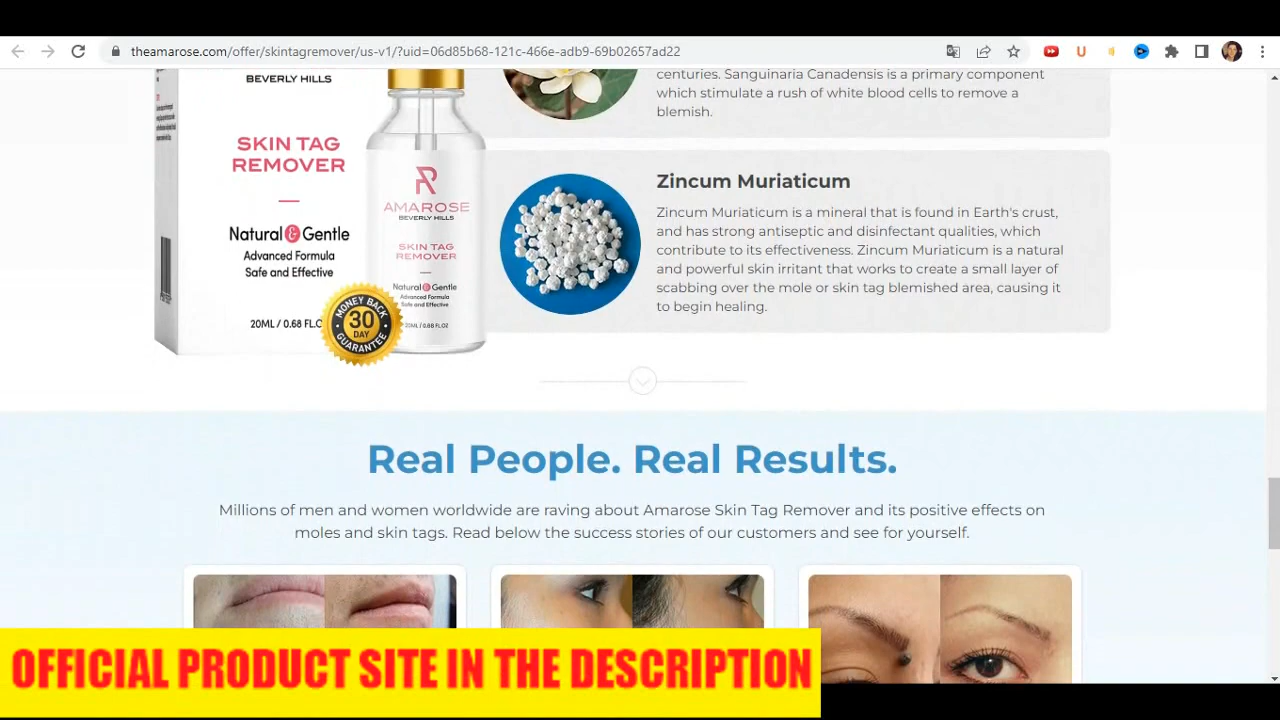 theamarose.com/offer/skintagremover/us-v1/?uid=06d85b68-121c-466e-adb9-69b02657ad22
BEVERLY HILLS
SKIN TAG
REMOVER
Natural & Gentle
Advanced Formula
Safe and Effective
20ML / 0.68 FL.O
AMAROSE
BEVERLY HILLS
SKIN TAG
REMOVER
Natural & Gentle
Advanced Formula
Safe and Effective
20ML / 0.68 FL.OZ
MONEY BACK
30
DAY
GUARANTEE
centuries. Sanguinaria Canadensis is a primary component
which stimulate a rush of white blood cells to remove a
blemish.
Zincum Muriaticum
Zincum Muriaticum is a mineral that is found in Earth's crust,
and has strong antiseptic and disinfectant qualities, which
contribute to its effectiveness. Zincum Muriaticum is a natural
and powerful skin irritant that works to create a small layer of
scabbing over the mole or skin tag blemished area, causing it
to begin healing.
Real People. Real Results.
Millions of men and women worldwide are raving about Amarose Skin Tag Remover and its positive effects on
moles and skin tags. Read below the success stories of our customers and see for yourself.
OFFICIAL PRODUCT SITE IN THE DESCRIPTION